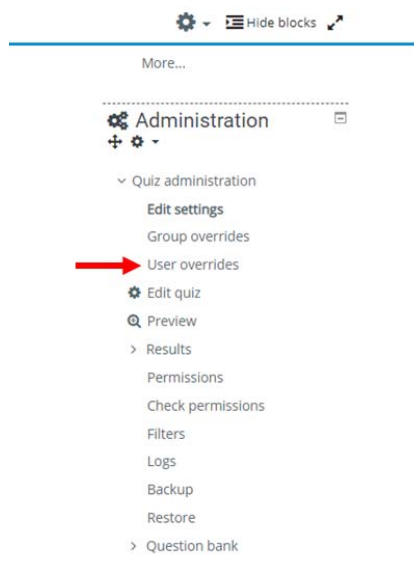 Hide blocks
More...
Administration
Quiz administration
Edit settings
Group overrides
User overrides
Edit quiz
Preview
Results
Permissions
Check permissions
Filters
Logs
Backup
Restore
Question bank